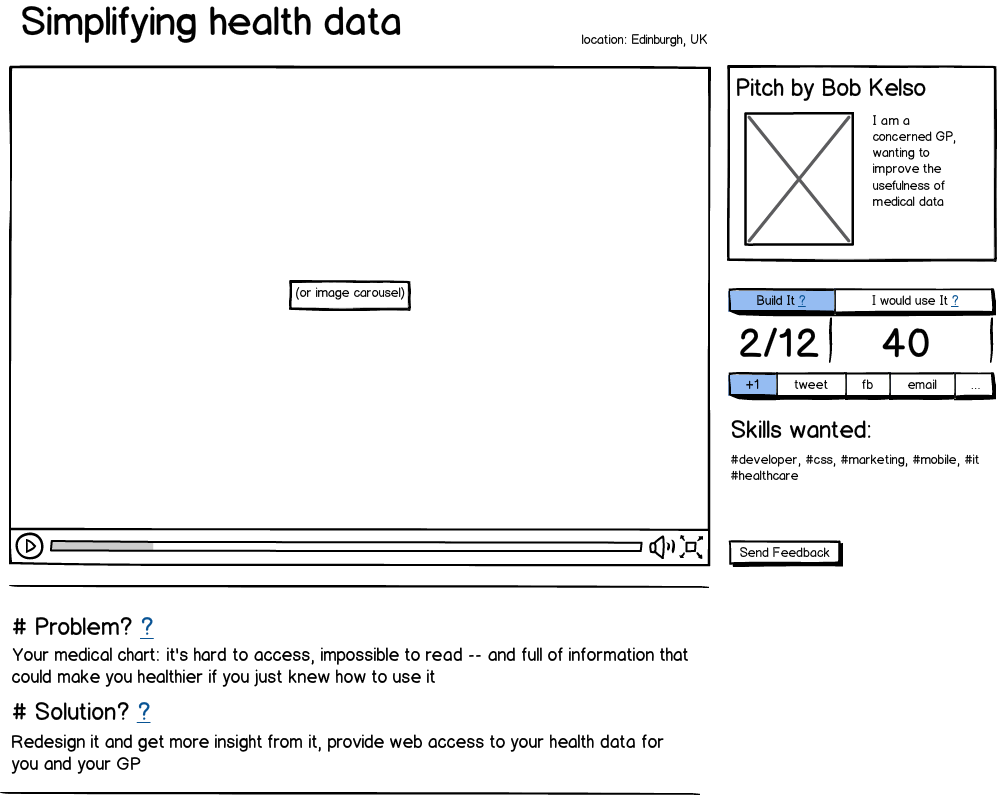 Simplifying health data
location: Edinburgh, UK
(or image carousel)
Pitch by Bob Kelso
I am a
concerned GP,
wanting to
improve the
usefulness of
medical data
Build It ? I would use It ?
2/12 40
+1 tweet fb email ...
Skills wanted:
#developer, #css, #marketing, #mobile, #it
#healthcare
Send Feedback
# Problem? ?
Your medical chart: it's hard to access, impossible to read -- and full of information that
could make you healthier if you just knew how to use it
# Solution? ?
Redesign it and get more insight from it, provide web access to your health data for
you and your GP